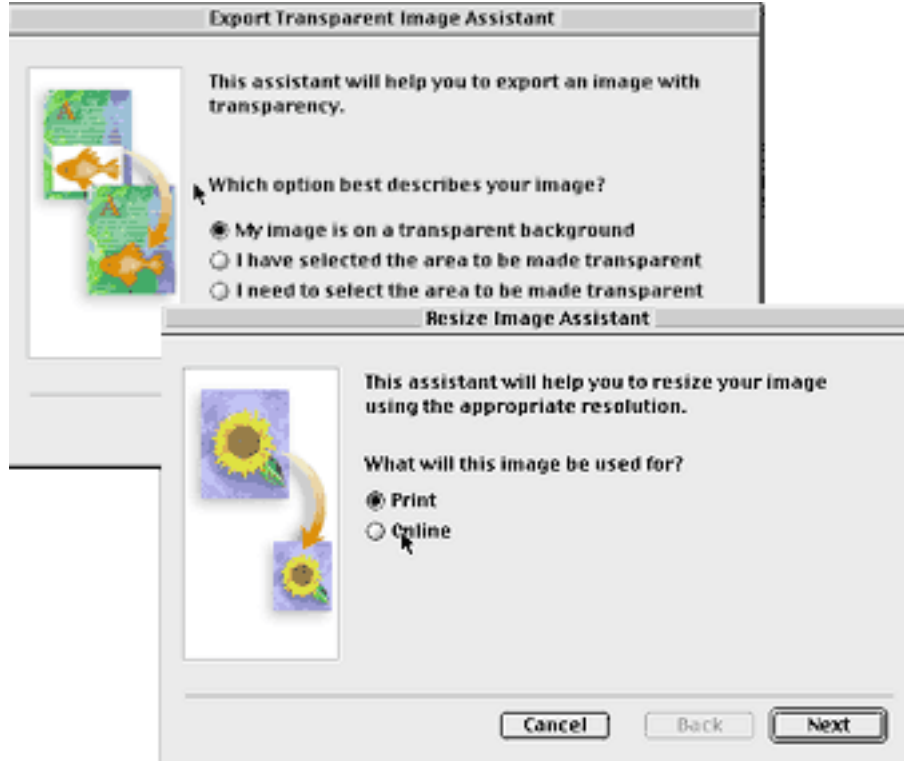 Export Transparent Image Assistant
This assistant will help you to export an image with
transparency.
Which option best describes your image?
My image is on a transparent background
I have selected the area to be made transparent
I need to select the area to be made transparent
A
A
Resize Image Assistant
This assistant will help you to resize your image
using the appropriate resolution.
What will this image be used for?
Print
Online
Cancel
Back
Next